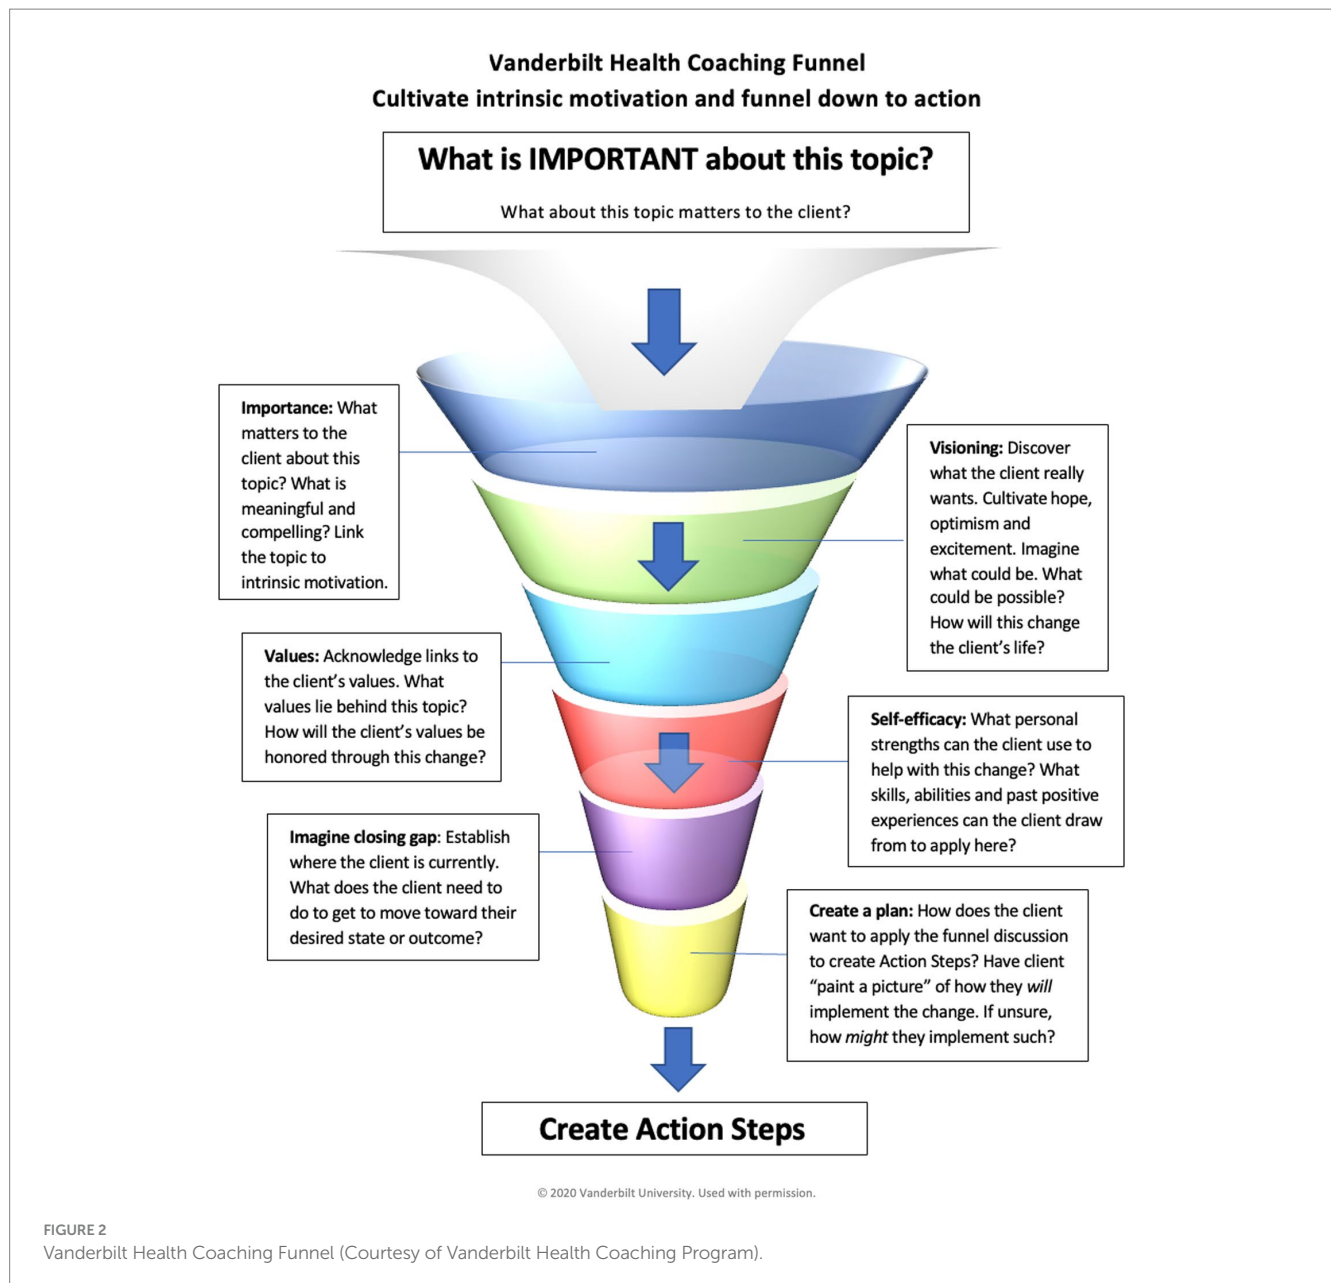 Vanderbilt Health Coaching Funnel
Cultivate intrinsic motivation and funnel down to action
What is IMPORTANT about this topic?
What about this topic matters to the client?
Importance: What
matters to the
client about this
topic? What is
meaningful and
compelling? Link
the topic to
intrinsic motivation.
Visioning: Discover
what the client really
wants. Cultivate hope,
optimism and
excitement. Imagine
what could be. What
could be possible?
How will this change
the client's life?
Values: Acknowledge links to
the client's values. What
values lie behind this topic?
How will the client's values be
honored through this change?
Self-efficacy: What personal
strengths can the client use to
help with this change? What
skills, abilities and past positive
experiences can the client draw
from to apply here?
Imagine closing gap: Establish
where the client is currently.
What does the client need to
do to get to move toward their
desired state or outcome?
Create a plan: How does the client
want to apply the funnel discussion
to create Action Steps? Have client
“paint a picture” of how they will
implement the change. If unsure,
how might they implement such?
Create Action Steps
© 2020 Vanderbilt University. Used with permission.
FIGURE 2
Vanderbilt Health Coaching Funnel (Courtesy of Vanderbilt Health Coaching Program).